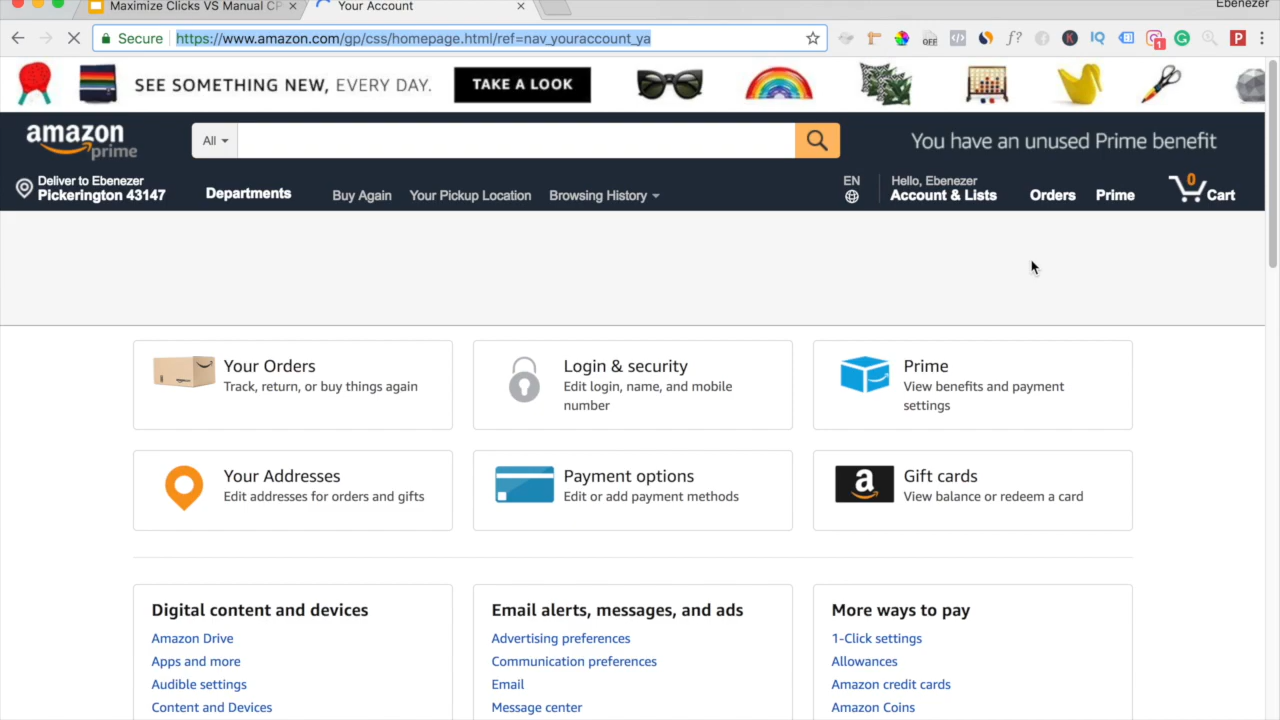 Ebenezer
Maximize Clicks VS Manual CP
Your Account
Secure
https://www.amazon.com/gp/css/homepage.html/ref=nav_youraccount_ya
OFF
f?
K
IQ
1
P
SEE SOMETHING NEW, EVERY DAY.
TAKE A LOOK
amazon
prime
All
You have an unused Prime benefit
Deliver to Ebenezer
Pickerington 43147
Departments
Buy Again
Your Pickup Location
Browsing History
EN
Hello, Ebenezer
Account & Lists
Orders
Prime
0
Cart
Your Orders
Track, return, or buy things again
Login & security
Edit login, name, and mobile
number
Prime
View benefits and payment
settings
Your Addresses
Edit addresses for orders and gifts
Payment options
Edit or add payment methods
a
Gift cards
View balance or redeem a card
Digital content and devices
Amazon Drive
Apps and more
Audible settings
Content and Devices
Email alerts, messages, and ads
Advertising preferences
Communication preferences
Email
Message center
More ways to pay
1-Click settings
Allowances
Amazon credit cards
Amazon Coins